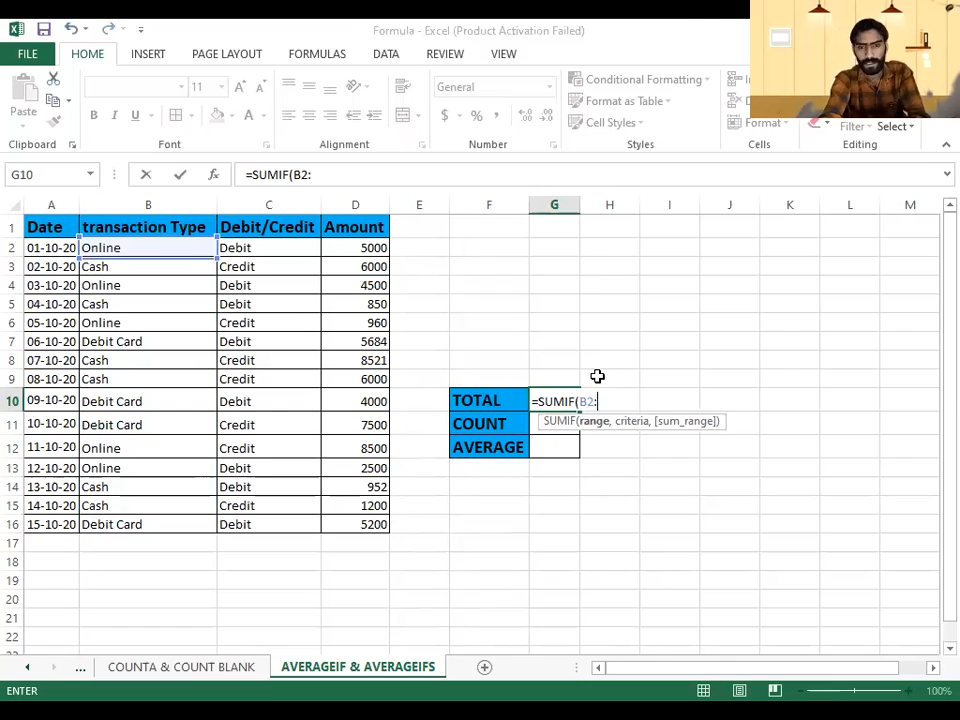 Formula - Excel (Product Activation Failed)
FILE HOME INSERT PAGE LAYOUT FORMULAS DATA REVIEW VIEW
Paste
11
General
Conditional Formatting
Format as Table
Cell Styles
Format
Filter Select
Clipboard Font Alignment Number Styles Cells Editing
G10 =SUMIF(B2:
A B C D E F G H I J K L M
1 Date transaction Type Debit/Credit Amount
2 01-10-20 Online Debit 5000
3 02-10-20 Cash Credit 6000
4 03-10-20 Online Debit 4500
5 04-10-20 Cash Debit 850
6 05-10-20 Online Credit 960
7 06-10-20 Debit Card Debit 5684
8 07-10-20 Cash Credit 8521
9 08-10-20 Cash Credit 6000
10 09-10-20 Debit Card Debit 4000 TOTAL =SUMIF(B2:
SUMIF(range, criteria, [sum_range])
11 10-10-20 Debit Card Credit 7500 COUNT
12 11-10-20 Online Credit 8500 AVERAGE
13 12-10-20 Online Debit 2500
14 13-10-20 Cash Debit 952
15 14-10-20 Cash Credit 1200
16 15-10-20 Debit Card Debit 5200
17
18
19
20
21
22
... COUNTA & COUNT BLANK AVERAGEIF & AVERAGEIFS
ENTER 100%